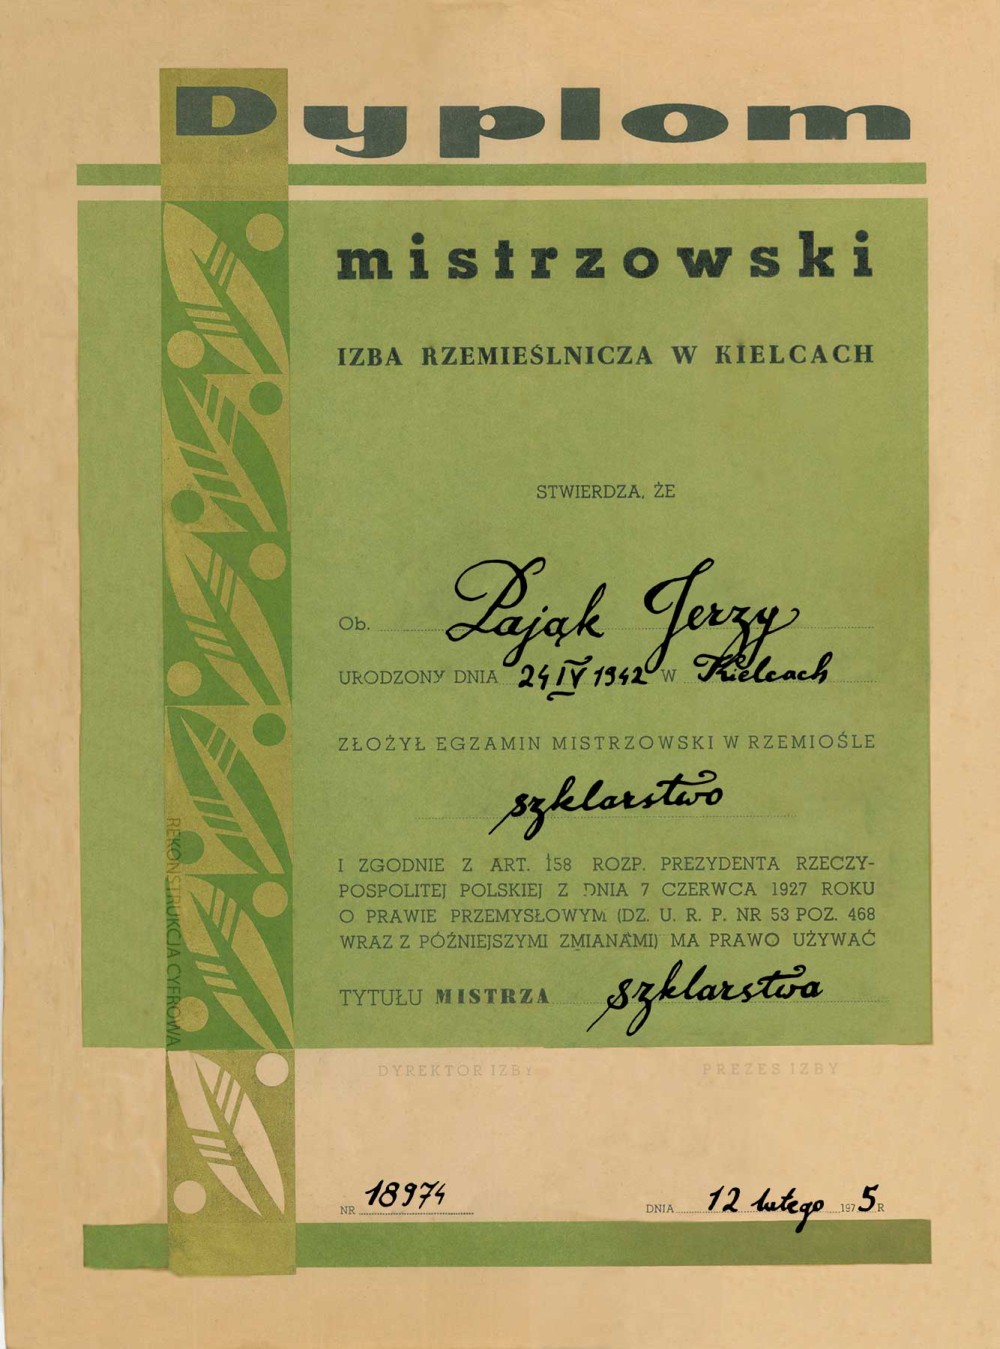 Dyplom
mistrzowski
IZBA RZEMIEŚLNICZA W KIELCACH
STWIERDZA, ŻE
Ob. Pająk Jerzy
URODZONY DNIA 24 IV 1942 W Kielcach
ZŁOŻYŁ EGZAMIN MISTRZOWSKI W RZEMIOŚLE
szklarstwo
I ZGODNIE Z ART. 158 ROZP. PREZYDENTA RZECZY-
POSPOLITEJ POLSKIEJ Z DNIA 7 CZERWCA 1927 ROKU
O PRAWIE PRZEMYSŁOWYM (DZ. U. R. P. NR 53 POZ. 468
WRAZ Z PÓŹNIEJSZYMI ZMIANAMI) MA PRAWO UŻYWAĆ
TYTUŁU MISTRZA szklarstwa
DYREKTOR IZBY PREZES IZBY
NR 18974 DNIA 12 lutego 1975 R
REKONSTRUKCJA CYFROWA